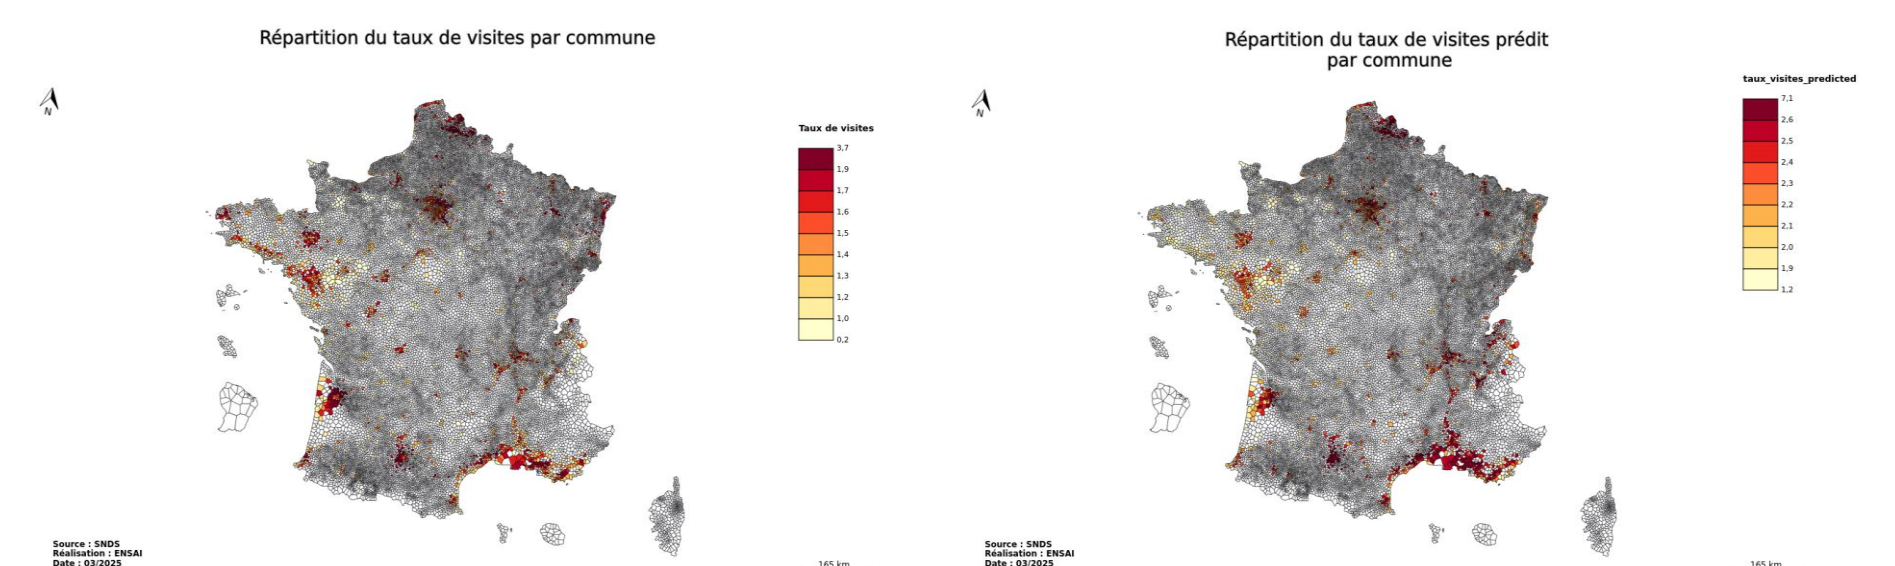 Répartition du taux de visites par commune
N
Taux de visites
3,7
1,9
1,7
1,6
1,5
1,4
1,3
1,2
1,0
0,2
Source : SNDS
Réalisation : ENSAI
Date : 03/2025
165 km
Répartition du taux de visites prédit
par commune
N
taux_visites_predicted
7,1
2,6
2,5
2,4
2,3
2,2
2,1
2,0
1,9
1,2
Source : SNDS
Réalisation : ENSAI
Date : 03/2025
165 km